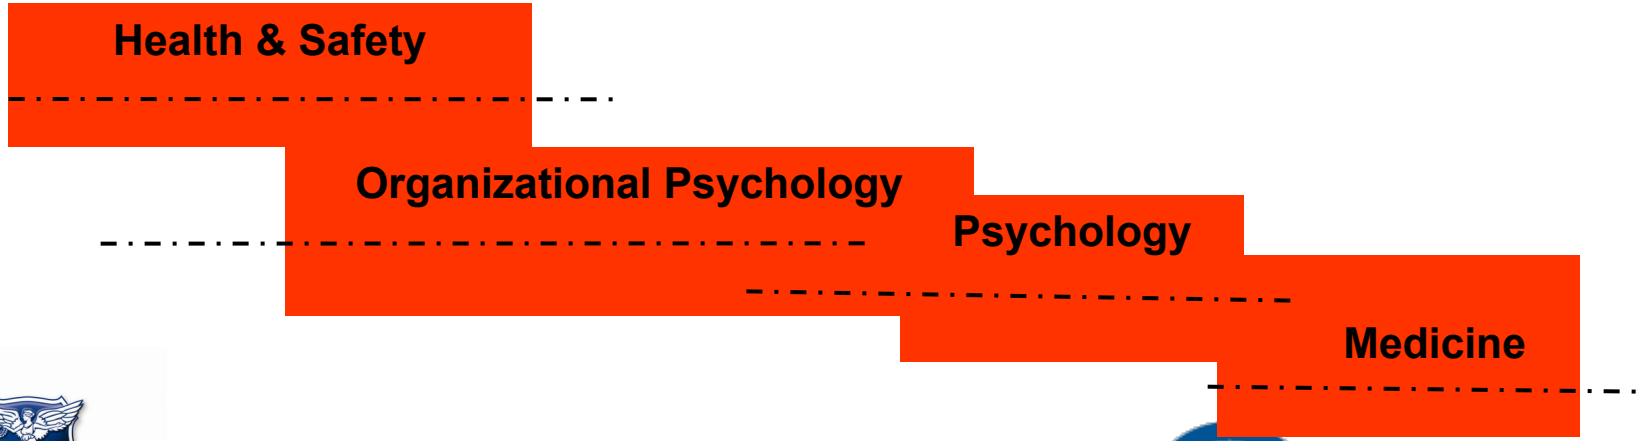 Health & Safety
Organizational Psychology
Psychology
Medicine